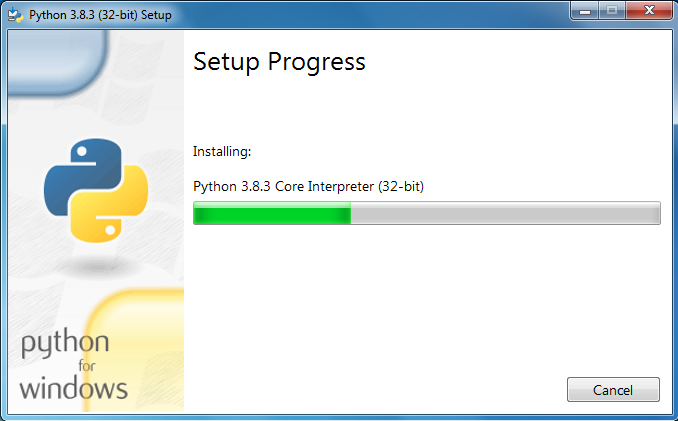 Python 3.8.3 (32-bit) Setup
Setup Progress
Installing:
Python 3.8.3 Core Interpreter (32-bit)
python
for
windows
Cancel